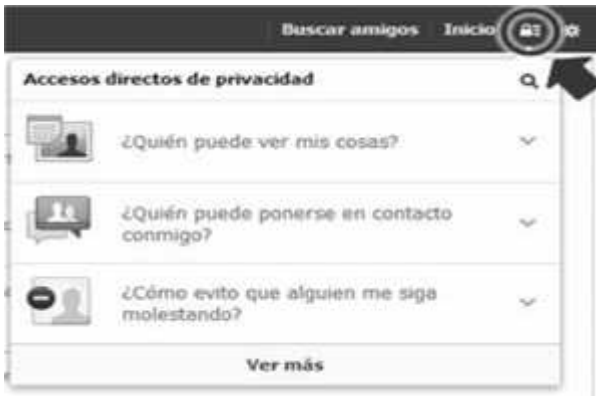 Buscar amigos Inicio
Accesos directos de privacidad
¿Quién puede ver mis cosas?
¿Quién puede ponerse en contacto
conmigo?
¿Cómo evito que alguien me siga
molestando?
Ver más